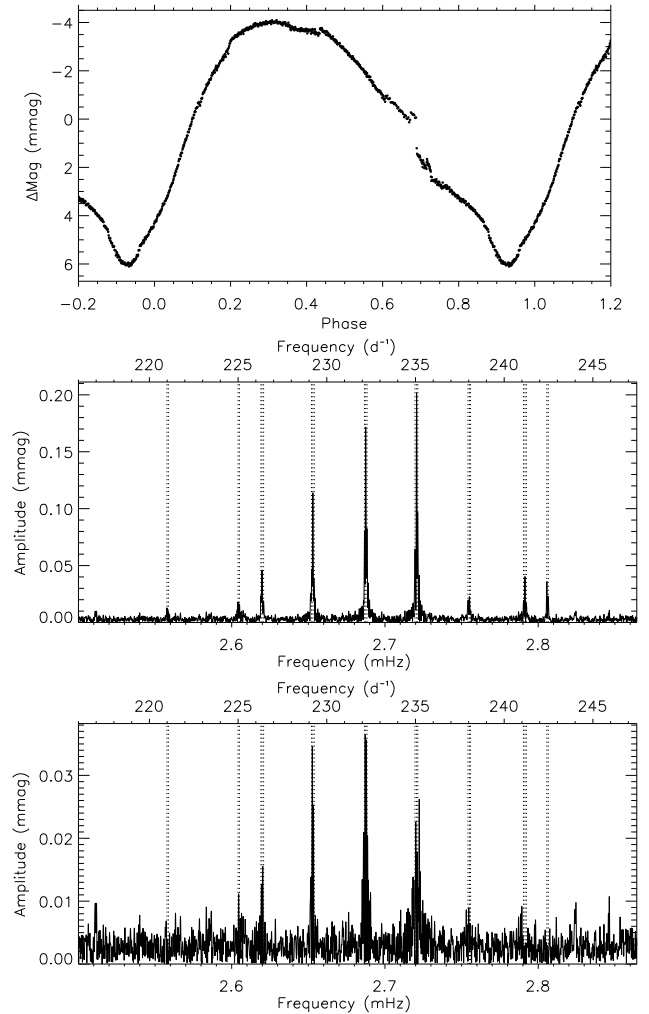 −4
−2
0
2
4
6
ΔMag (mmag)
−0.2 0.0 0.2 0.4 0.6 0.8 1.0 1.2
Phase
Frequency (d⁻¹)
220 225 230 235 240 245
0.20
0.15
0.10
0.05
0.00
Amplitude (mmag)
2.6 2.7 2.8
Frequency (mHz)
Frequency (d⁻¹)
220 225 230 235 240 245
0.03
0.02
0.01
0.00
Amplitude (mmag)
2.6 2.7 2.8
Frequency (mHz)